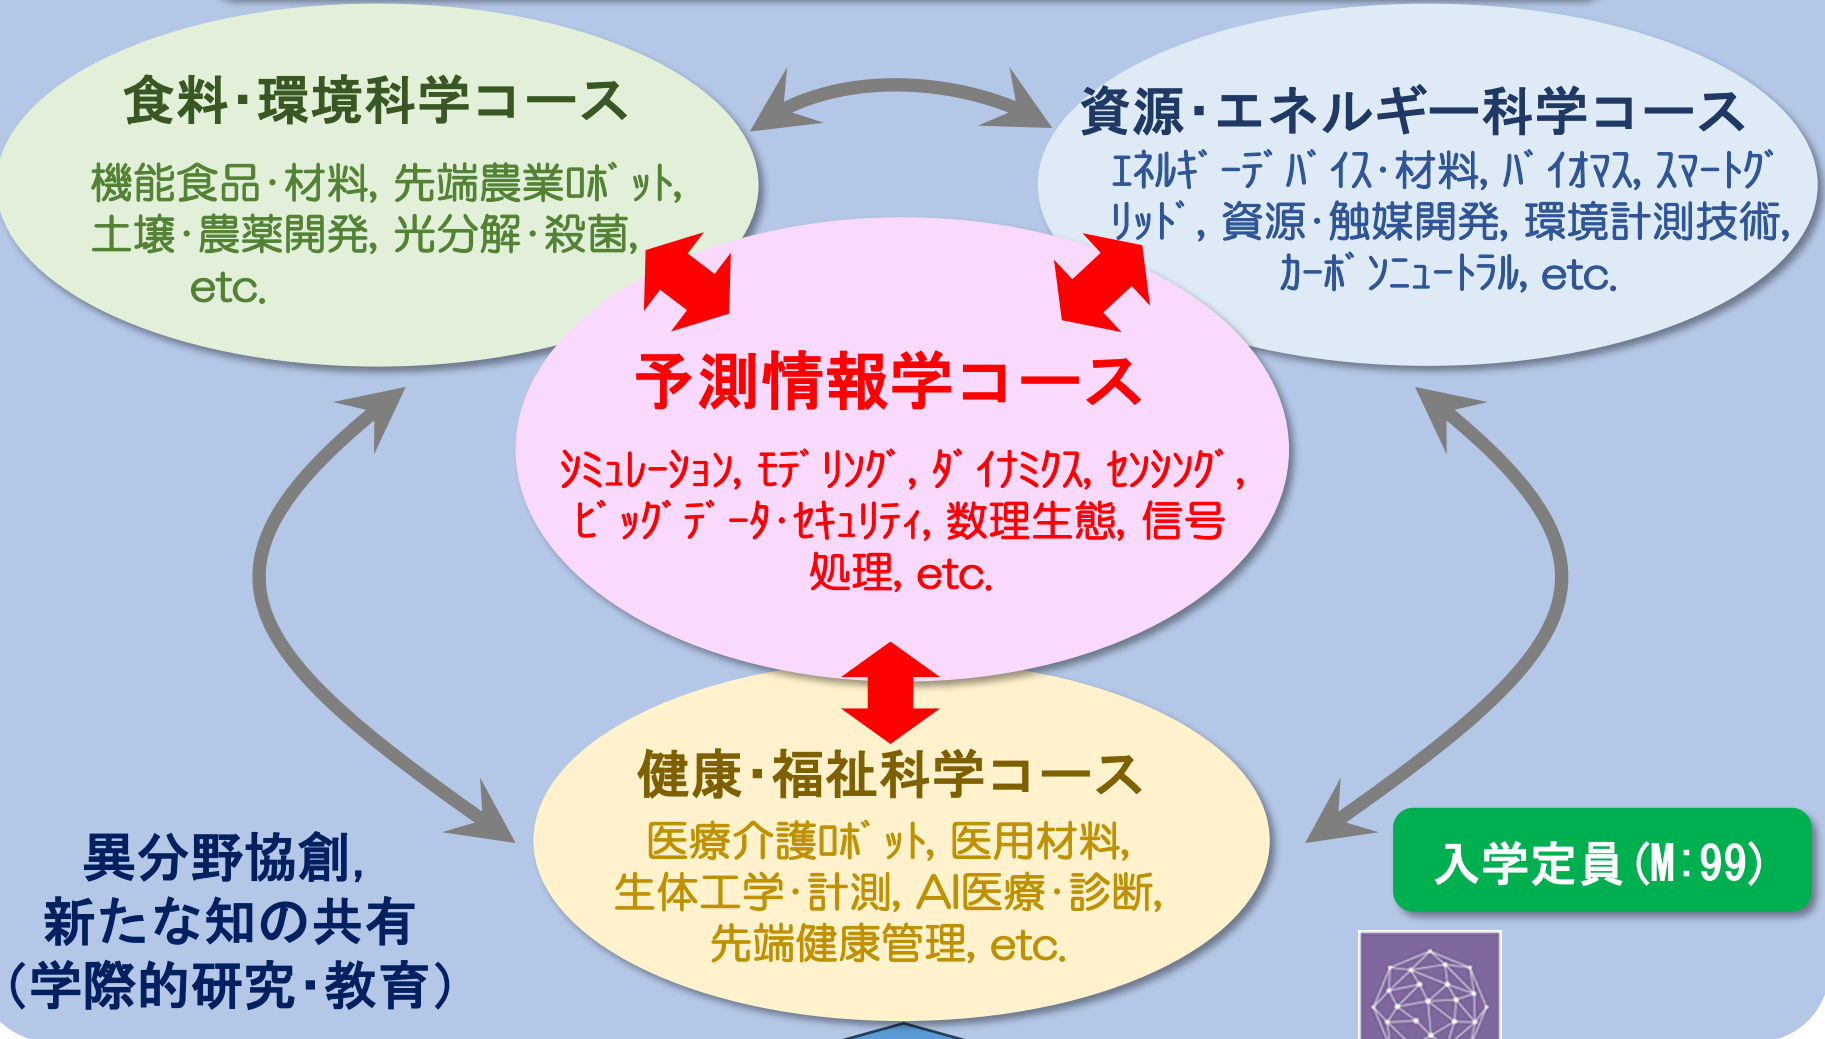 食料・環境科学コース
機能食品・材料, 先端農業ﾛﾎﾞｯﾄ,
土壌・農薬開発, 光分解・殺菌,
etc.
資源・エネルギー科学コース
ｴﾈﾙｷﾞｰﾃﾞﾊﾞｲｽ・材料, ﾊﾞｲｵﾏｽ, ｽﾏｰﾄｸﾞ
ﾘｯﾄﾞ, 資源・触媒開発, 環境計測技術,
ｶｰﾎﾞﾝﾆｭｰﾄﾗﾙ, etc.
予測情報学コース
ｼﾐｭﾚｰｼｮﾝ, ﾓﾃﾞﾘﾝｸﾞ, ﾀﾞｲﾅﾐｸｽ, ｾﾝｼﾝｸﾞ,
ﾋﾞｯｸﾞﾃﾞｰﾀ・ｾｷｭﾘﾃｨ, 数理生態, 信号
処理, etc.
健康・福祉科学コース
医療介護ﾛﾎﾞｯﾄ, 医用材料,
生体工学・計測, AI医療・診断,
先端健康管理, etc.
異分野協創,
新たな知の共有
（学際的研究・教育）
入学定員(M:99)